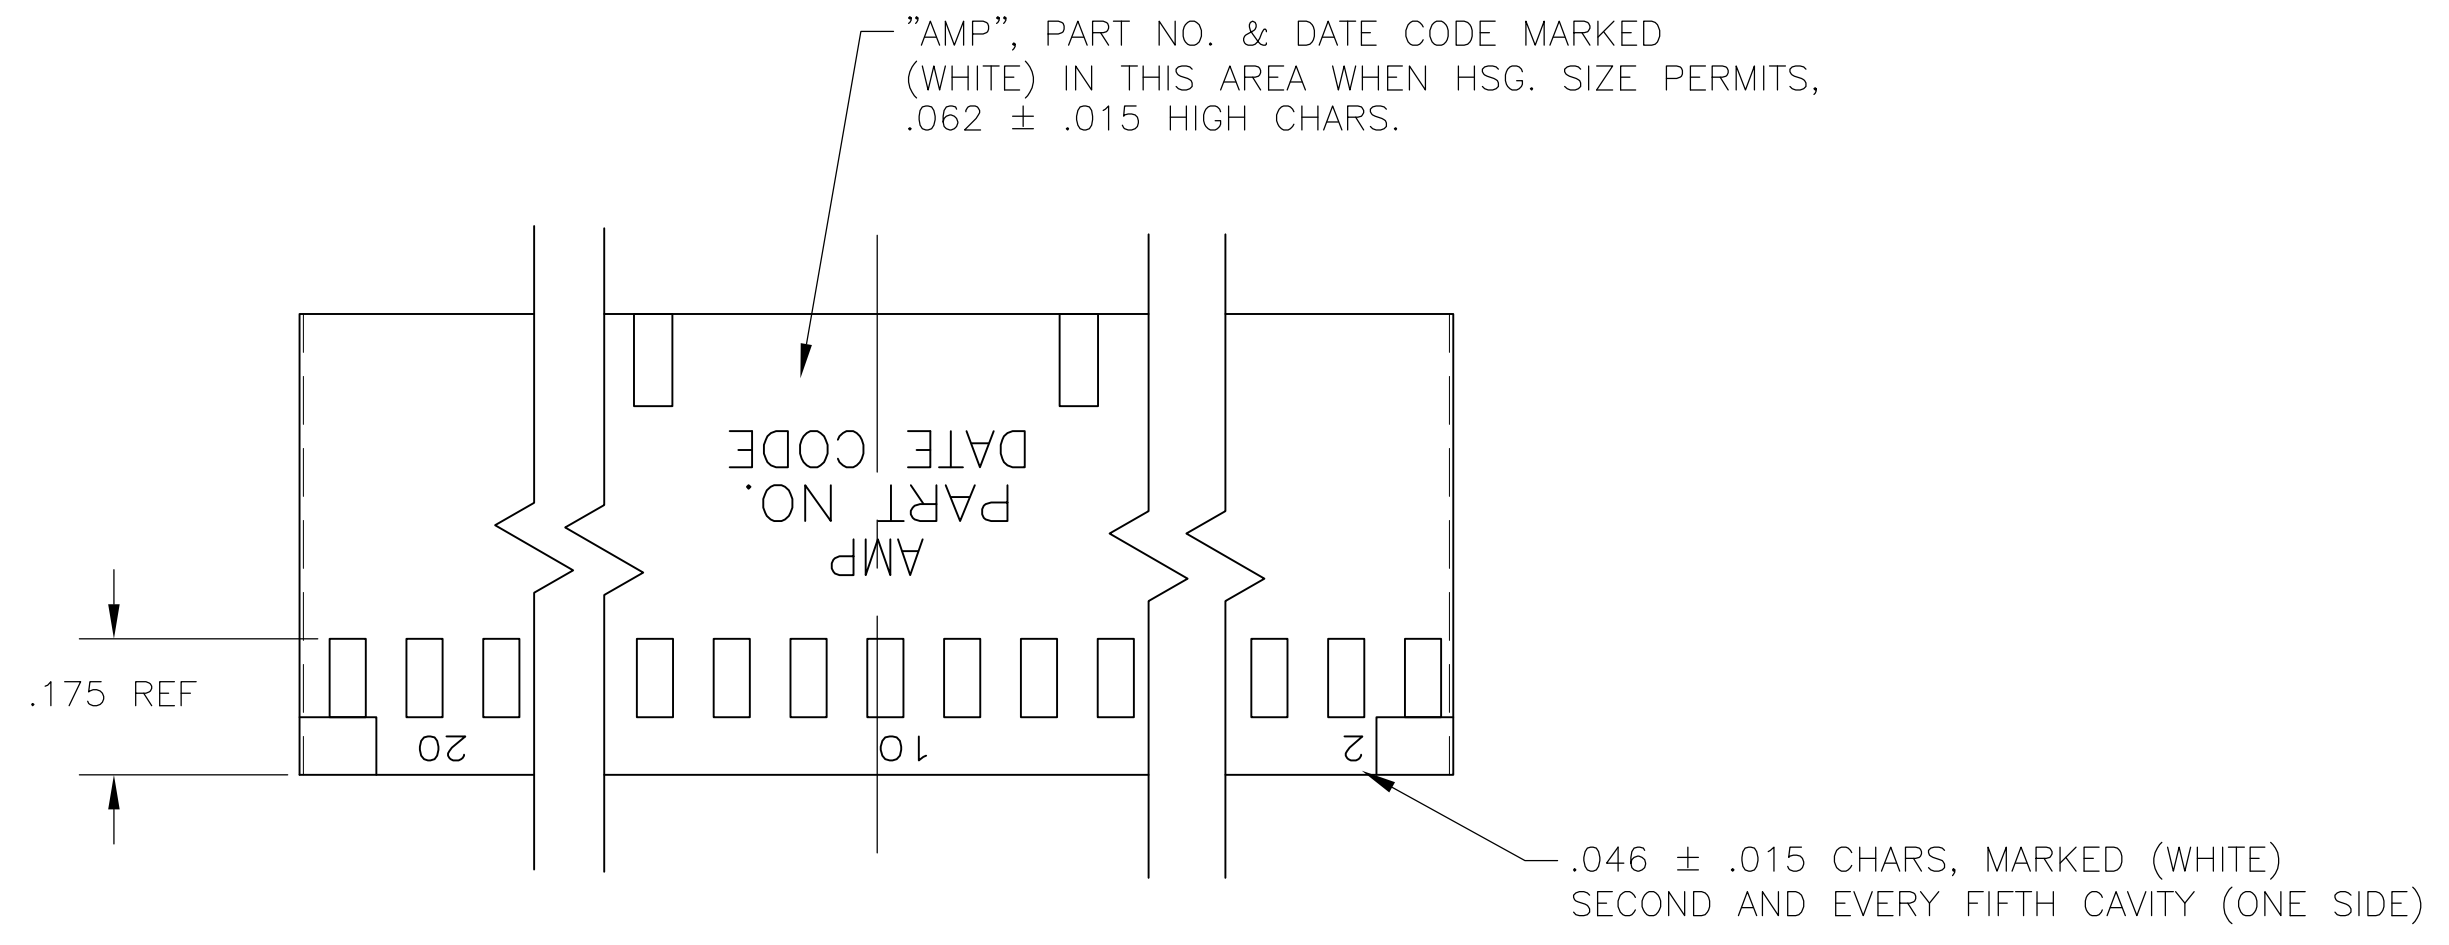 ”AMP”, PART NO. & DATE CODE MARKED
(WHITE) IN THIS AREA WHEN HSG. SIZE PERMITS,
.062 ± .015 HIGH CHARS.
DATE CODE
PART NO.
AMP
.175 REF
20
10
2
.046 ± .015 CHARS, MARKED (WHITE)
SECOND AND EVERY FIFTH CAVITY (ONE SIDE)